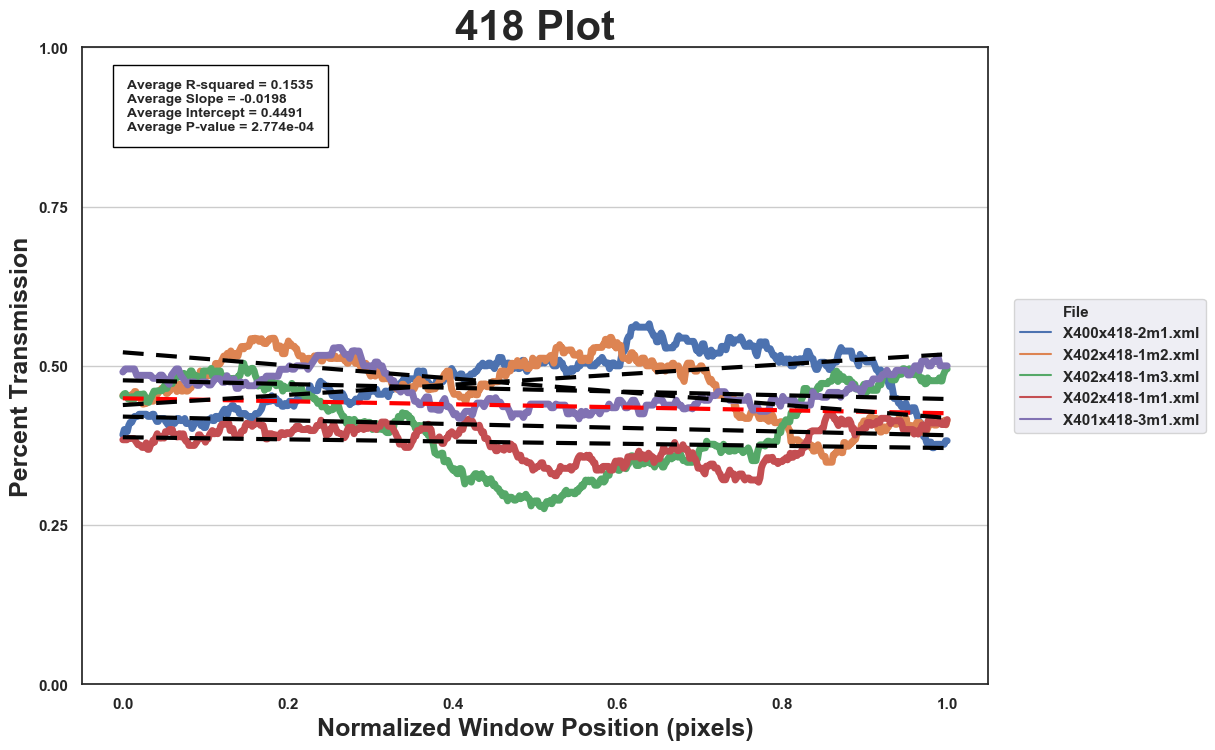 418 Plot
1.00
0.75
0.50
0.25
0.00
Percent Transmission
Average R-squared = 0.1535
Average Slope = -0.0198
Average Intercept = 0.4491
Average P-value = 2.774e-04
0.0 0.2 0.4 0.6 0.8 1.0
Normalized Window Position (pixels)
File
X400x418-2m1.xml
X402x418-1m2.xml
X402x418-1m3.xml
X402x418-1m1.xml
X401x418-3m1.xml